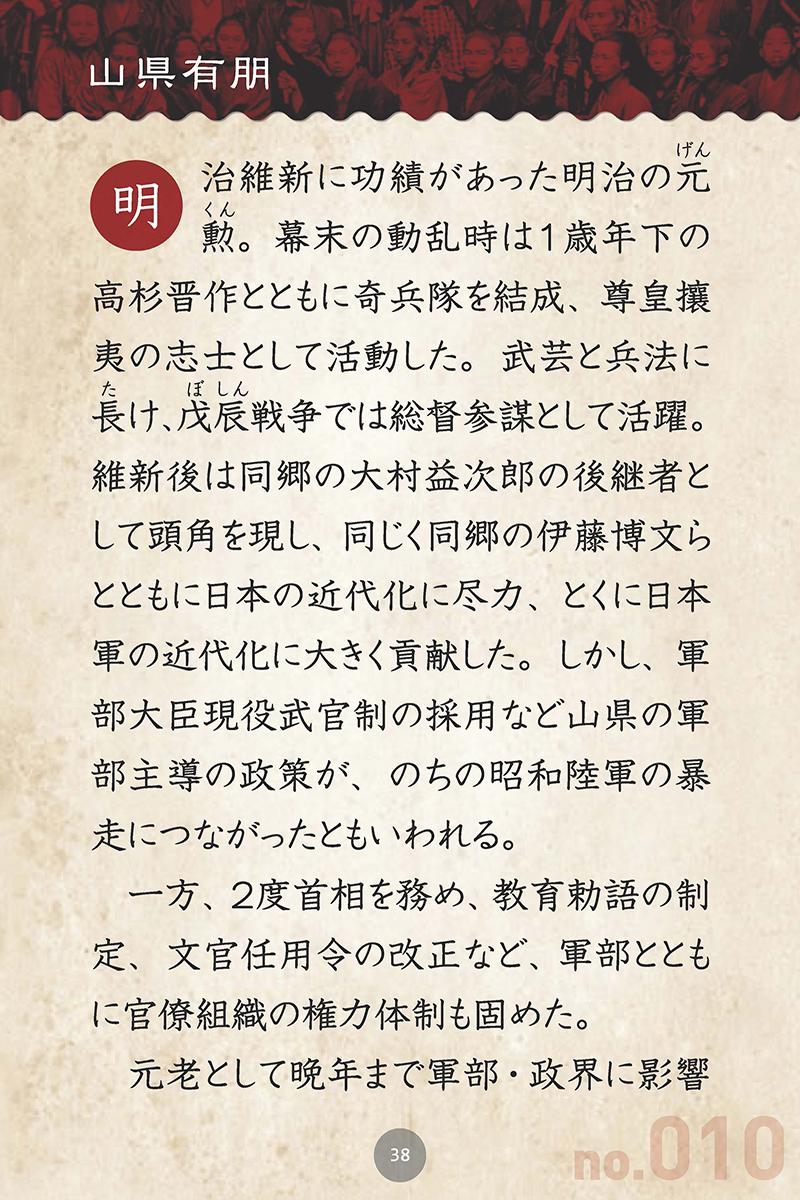 山県有朋
明治維新に功績があった明治の元
げん
くん
勲。幕末の動乱時は1歳年下の
高杉晋作とともに奇兵隊を結成、尊皇攘
夷の志士として活動した。武芸と兵法に
た ぼ しん
長け、戊辰戦争では総督参謀として活躍。
維新後は同郷の大村益次郎の後継者と
して頭角を現し、同じく同郷の伊藤博文ら
とともに日本の近代化に尽力、とくに日本
軍の近代化に大きく貢献した。しかし、軍
部大臣現役武官制の採用など山県の軍
部主導の政策が、のちの昭和陸軍の暴
走につながったともいわれる。
一方、2度首相を務め、教育勅語の制
定、文官任用令の改正など、軍部ととも
に官僚組織の権力体制も固めた。
元老として晩年まで軍部・政界に影響
38
no.010